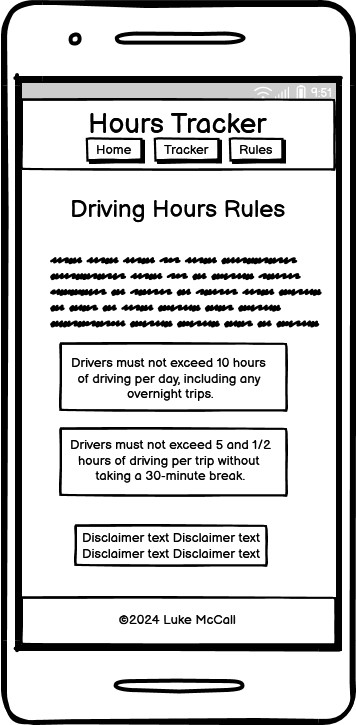 9:51
Hours Tracker
Home Tracker Rules
Driving Hours Rules
Drivers must not exceed 10 hours
of driving per day, including any
overnight trips.
Drivers must not exceed 5 and 1/2
hours of driving per trip without
taking a 30-minute break.
Disclaimer text Disclaimer text
Disclaimer text Disclaimer text
©2024 Luke McCall